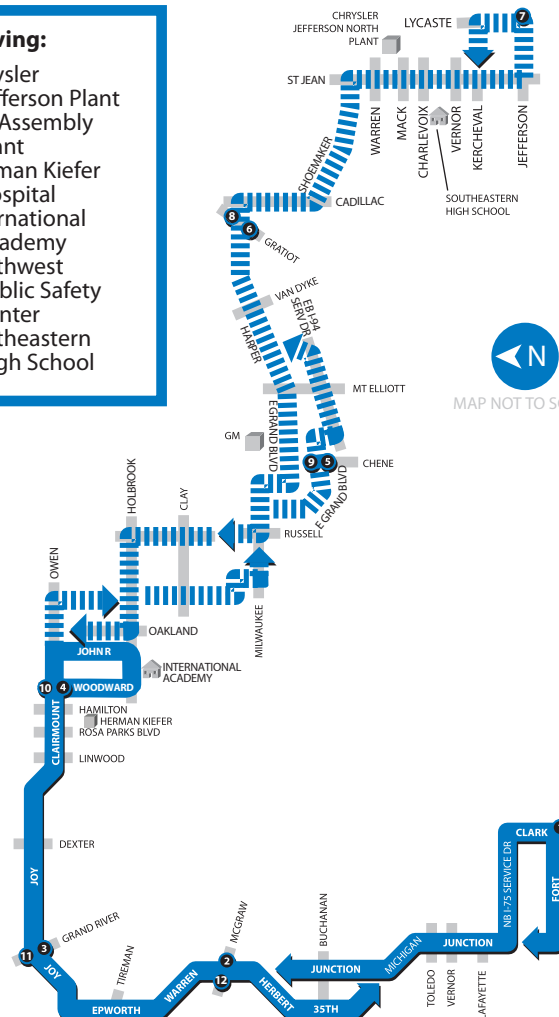 ving:
ysler
fferson Plant
Assembly
ant
man Kiefer
ospital
rnational
ademy
thwest
blic Safety
enter
theastern
gh School
CHRYSLER
JEFFERSON NORTH
PLANT
LYCASTE
7
ST JEAN
WARREN
MACK
CHARLEVOIX
VERNOR
KERCHEVAL
JEFFERSON
SHOEMAKER
CADILLAC
SOUTHEASTERN
HIGH SCHOOL
8
6
GRATIOT
VAN DYKE
HARPER
EB I-94
SERV DR
N
MAP NOT TO SC
MT ELLIOTT
E GRAND BLVD
GM
9
5
CHENE
E GRAND BLVD
HOLBROOK
CLAY
RUSSELL
OWEN
MILWAUKEE
OAKLAND
JOHN R
INTERNATIONAL
ACADEMY
10
4
WOODWARD
HAMILTON
HERMAN KIEFER
ROSA PARKS BLVD
CLAIRMOUNT
LINWOOD
DEXTER
JOY
CLARK
NB I-75 SERVICE DR
FORT
GRAND RIVER
3
11
JOY
TIREMAN
EPWORTH
WARREN
MCGRAW
2
12
HERBERT
BUCHANAN
JUNCTION
35TH
MICHIGAN
JUNCTION
TOLEDO
VERNOR
LAFAYETTE